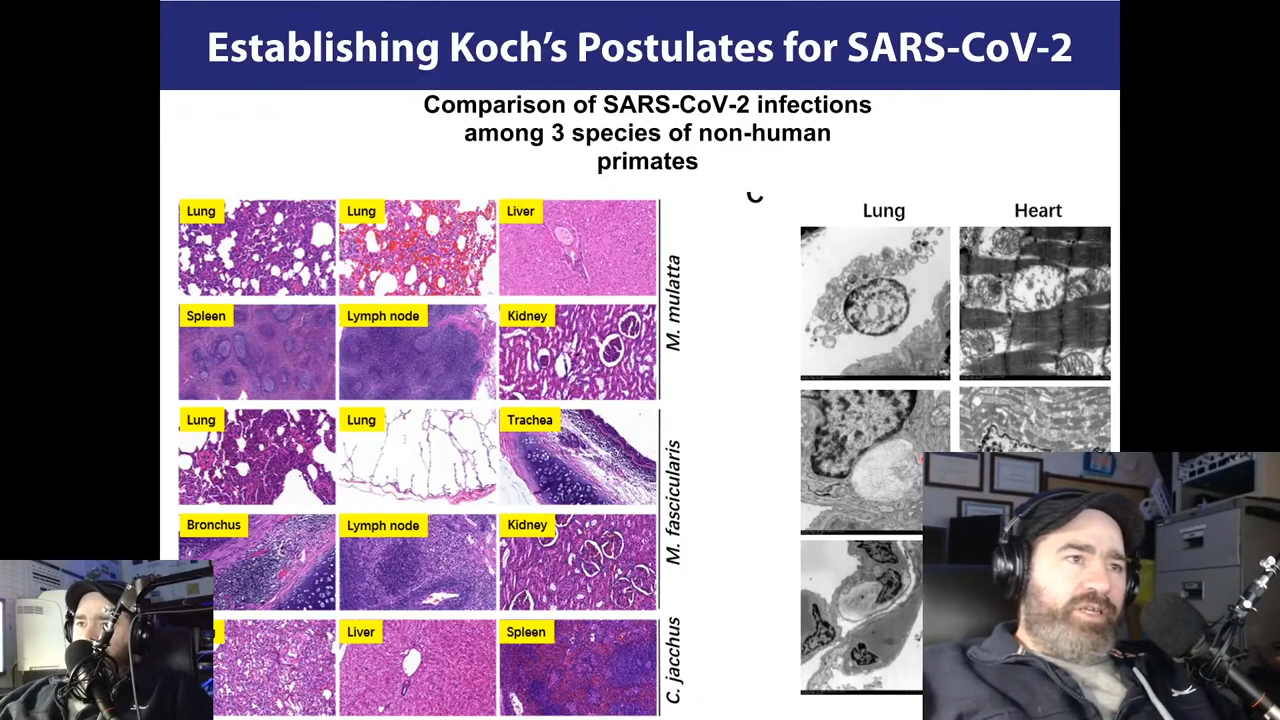 Establishing Koch's Postulates for SARS-CoV-2
Comparison of SARS-CoV-2 infections
among 3 species of non-human
primates
C
Lung
Heart
Lung
Lung
Liver
Spleen
Lymph node
Kidney
M. mulatta
Lung
Lung
Trachea
Bronchus
Lymph node
Kidney
M. fascicularis
Liver
Spleen
C. jacchus